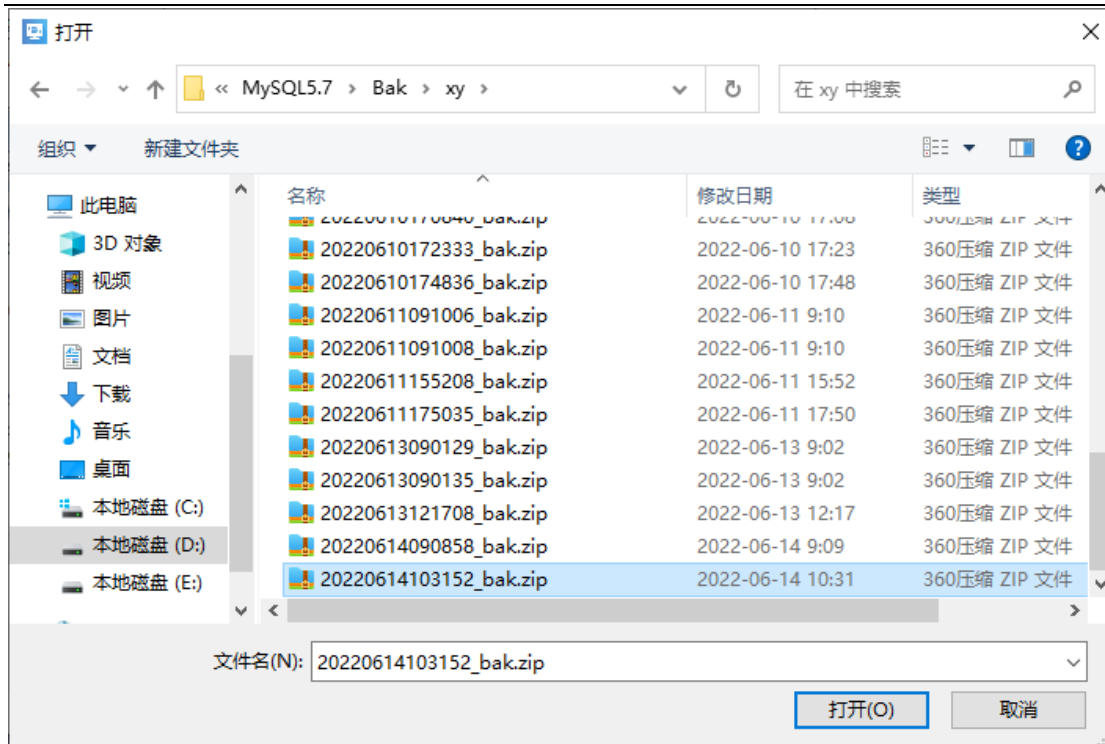 打开
« MySQL5.7 › Bak › xy ›
在 xy 中搜索
组织
新建文件夹
此电脑
3D 对象
视频
图片
文档
下载
音乐
桌面
本地磁盘 (C:)
本地磁盘 (D:)
本地磁盘 (E:)
名称 修改日期 类型
20220610172333_bak.zip 2022-06-10 17:23 360压缩 ZIP 文件
20220610174836_bak.zip 2022-06-10 17:48 360压缩 ZIP 文件
20220611091006_bak.zip 2022-06-11 9:10 360压缩 ZIP 文件
20220611091008_bak.zip 2022-06-11 9:10 360压缩 ZIP 文件
20220611155208_bak.zip 2022-06-11 15:52 360压缩 ZIP 文件
20220611175035_bak.zip 2022-06-11 17:50 360压缩 ZIP 文件
20220613090129_bak.zip 2022-06-13 9:02 360压缩 ZIP 文件
20220613090135_bak.zip 2022-06-13 9:02 360压缩 ZIP 文件
20220613121708_bak.zip 2022-06-13 12:17 360压缩 ZIP 文件
20220614090858_bak.zip 2022-06-14 9:09 360压缩 ZIP 文件
20220614103152_bak.zip 2022-06-14 10:31 360压缩 ZIP 文件
文件名(N): 20220614103152_bak.zip
打开(O) 取消